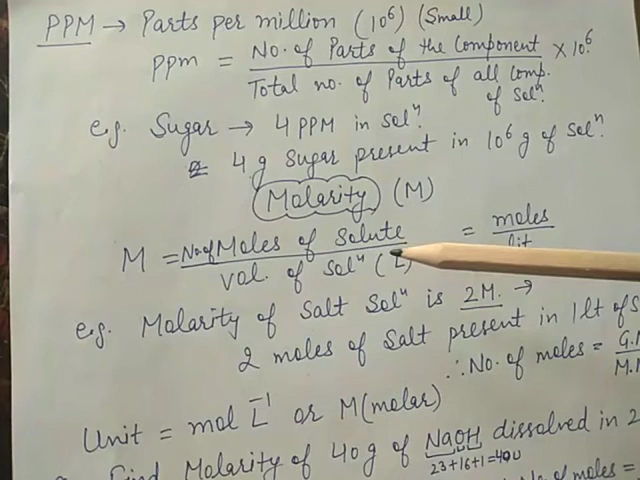 PPM → Parts per million (10⁶) (Small)
ppm = No. of Parts of the Component × 10⁶
Total no. of Parts of all Comp. of Solⁿ.
e.g. Sugar → 4 PPM in Solⁿ.
4 g Sugar present in 10⁶ g of Solⁿ.
Molarity (M)
M = No. of Moles of Solute = moles
Vol. of Solⁿ (L) lit
e.g. Molarity of Salt Solⁿ is 2M. →
2 moles of Salt present in 1 lt of S
∴ No. of moles = G.M
M.M
Unit = mol L⁻¹ or M (molar)
Find Molarity of 40 g of NaOH dissolved in 2
23+16+1=40
of moles =